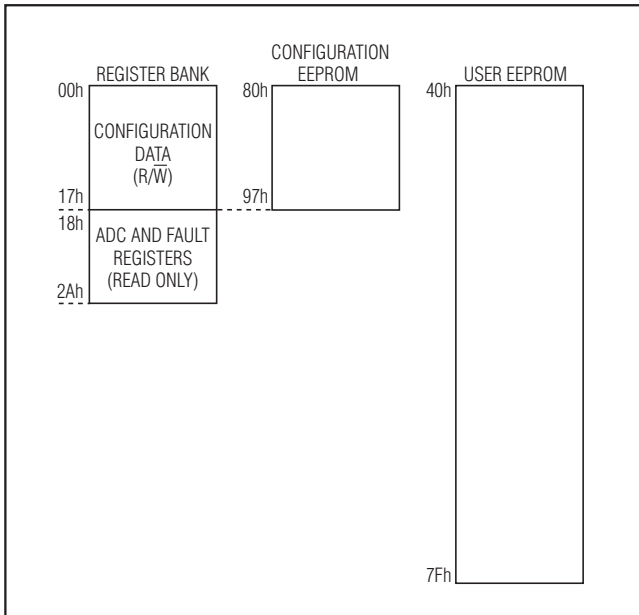 REGISTER BANK
00h
CONFIGURATION
DATA
(R/W̅)
17h
18h
ADC AND FAULT
REGISTERS
(READ ONLY)
2Ah
CONFIGURATION
EEPROM
80h
97h
USER EEPROM
40h
7Fh